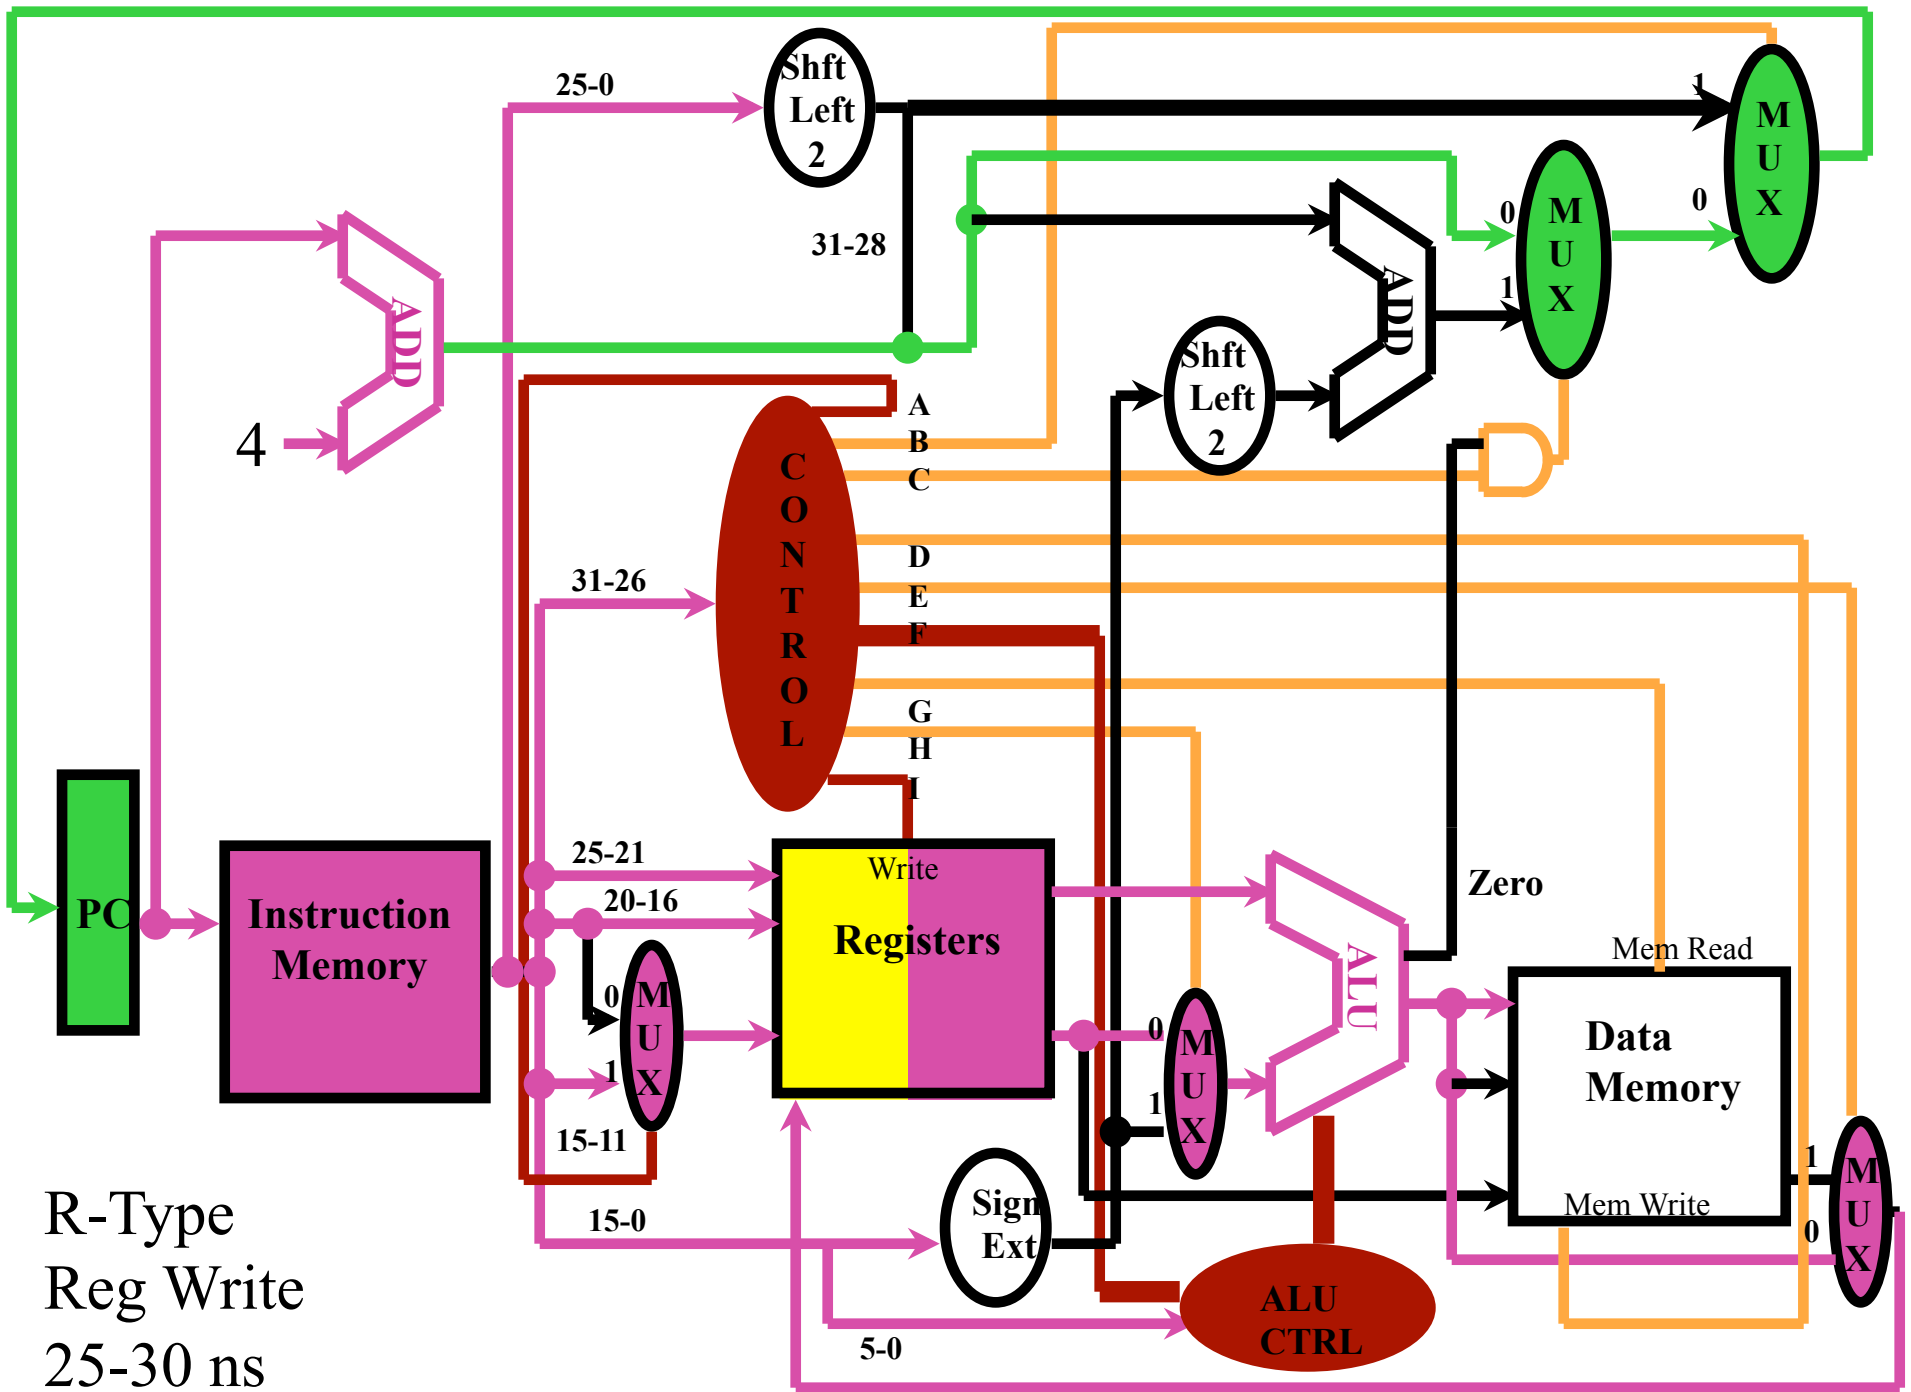 25-0
Shft
Left
2
1
M
U
X
31-28
0
M
U
X
0
1
ADD
ADD
Shft
Left
2
4
A
B
C
D
E
F
G
H
I
C
O
N
T
R
O
L
31-26
25-21
20-16
Write
Registers
Zero
PC
Instruction
Memory
0
M
U
X
1
15-11
ALU
0
M
U
X
1
Mem Read
Data
Memory
Mem Write
1
M
U
X
0
15-0
Sign
Ext
5-0
ALU
CTRL
R-Type
Reg Write
25-30 ns